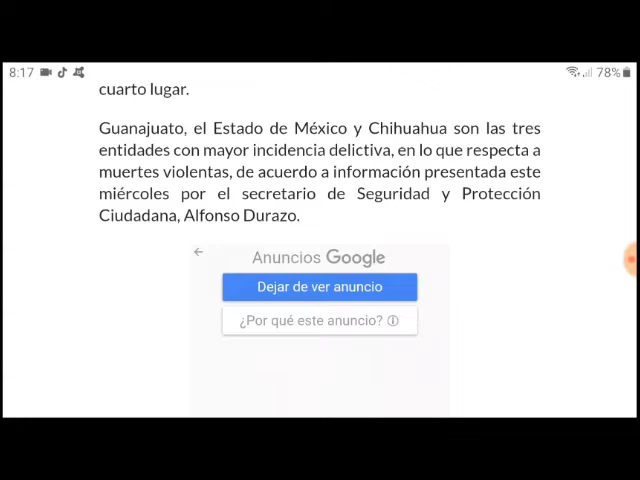 8:17 78%
cuarto lugar.
Guanajuato, el Estado de México y Chihuahua son las tres
entidades con mayor incidencia delictiva, en lo que respecta a
muertes violentas, de acuerdo a información presentada este
miércoles por el secretario de Seguridad y Protección
Ciudadana, Alfonso Durazo.
Anuncios Google
Dejar de ver anuncio
¿Por qué este anuncio?